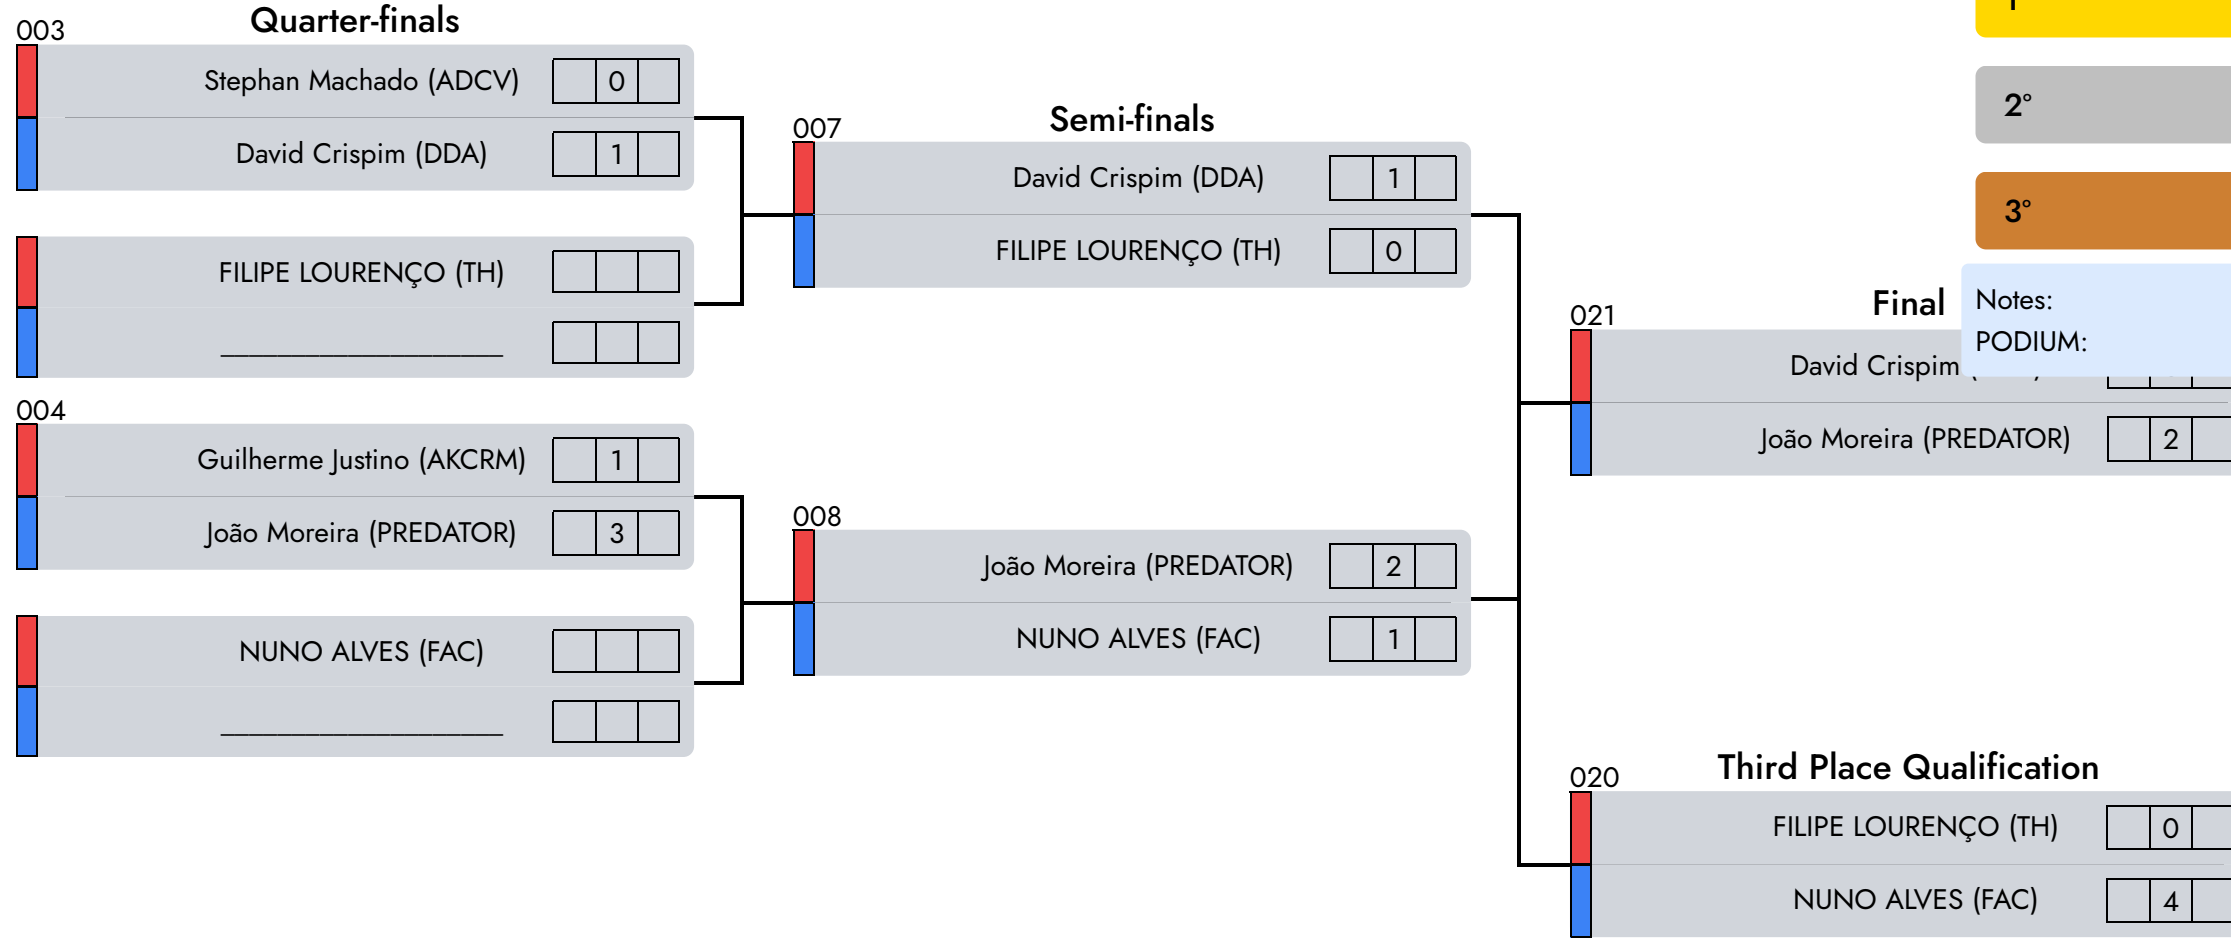 Quarter-finals
003
Stephan Machado (ADCV) 0
David Crispim (DDA) 1
FILIPE LOURENÇO (TH)
____________________
004
Guilherme Justino (AKCRM) 1
João Moreira (PREDATOR) 3
NUNO ALVES (FAC)
____________________
Semi-finals
007
David Crispim (DDA) 1
FILIPE LOURENÇO (TH) 0
008
João Moreira (PREDATOR) 2
NUNO ALVES (FAC) 1
2°
3°
Notes:
PODIUM:
Final
021
David Crispim
João Moreira (PREDATOR) 2
Third Place Qualification
020
FILIPE LOURENÇO (TH) 0
NUNO ALVES (FAC) 4